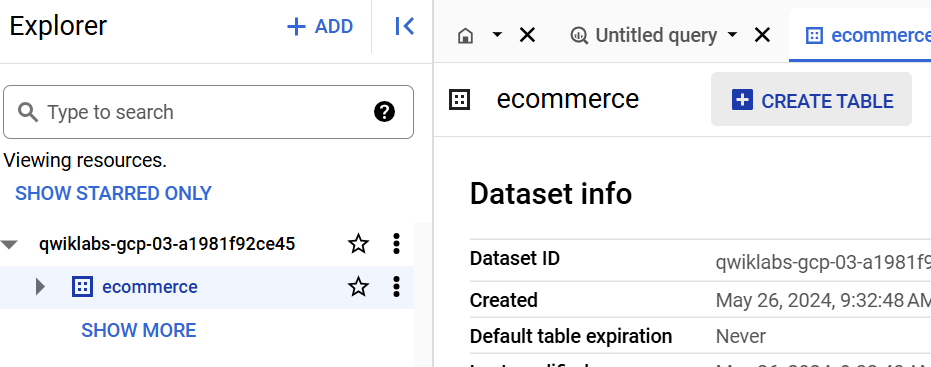 Explorer
+ ADD
Type to search
Viewing resources.
SHOW STARRED ONLY
qwiklabs-gcp-03-a1981f92ce45
ecommerce
SHOW MORE
Untitled query
ecommerce
ecommerce
CREATE TABLE
Dataset info
Dataset ID qwiklabs-gcp-03-a1981f9
Created May 26, 2024, 9:32:48 AM
Default table expiration Never